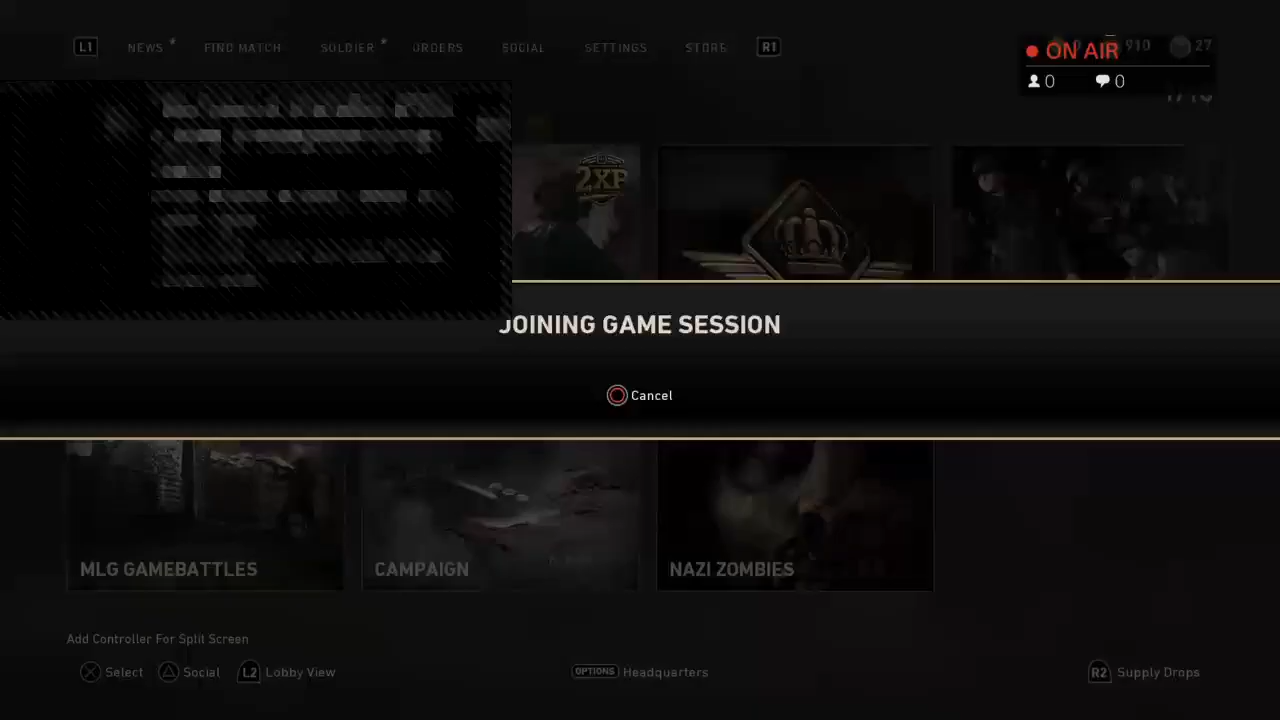 L1 NEWS * FIND MATCH SOLDIER * ORDERS SOCIAL SETTINGS STORE R1
ON AIR 910 27
0 0
2XP
JOINING GAME SESSION
Cancel
MLG GAMEBATTLES CAMPAIGN NAZI ZOMBIES
Add Controller For Split Screen
Select Social L2 Lobby View OPTIONS Headquarters R2 Supply Drops